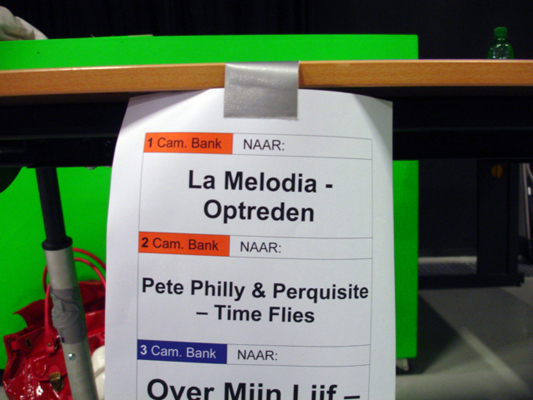 1 Cam. Bank NAAR:
La Melodia -
Optreden
2 Cam. Bank NAAR:
Pete Philly & Perquisite
– Time Flies
3 Cam. Bank NAAR:
Over Mijn Lijf –